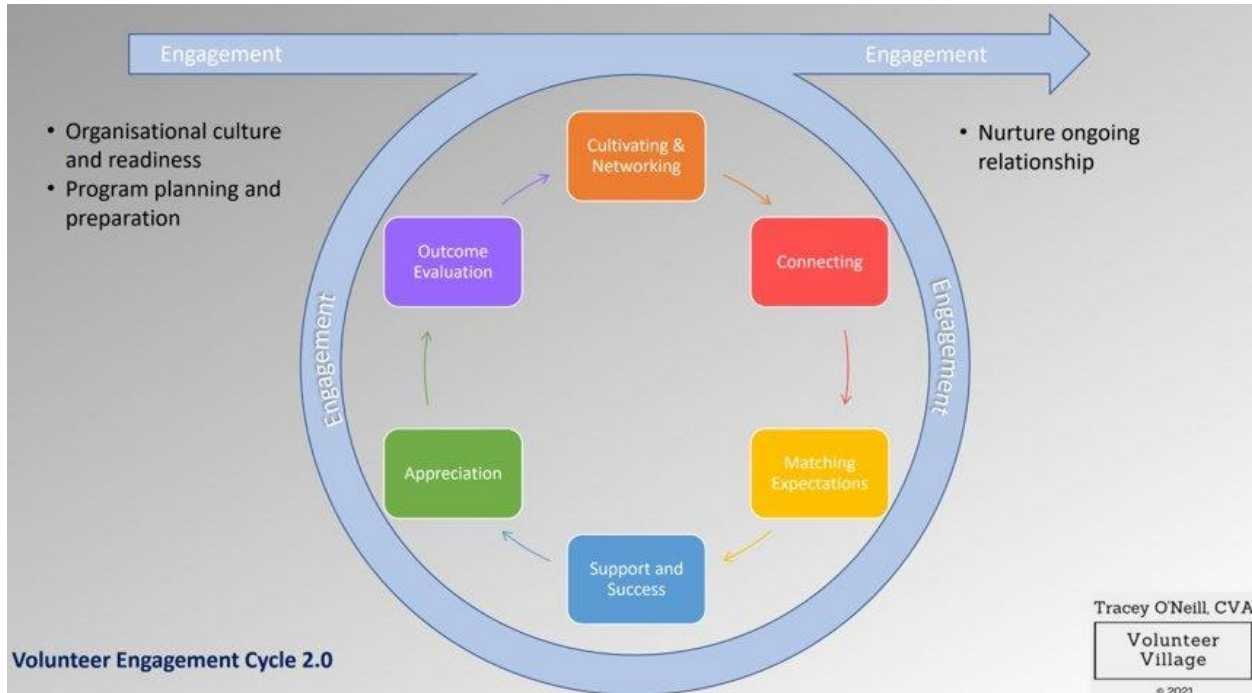 Engagement
Engagement
• Organisational culture
and readiness
• Program planning and
preparation
• Nurture ongoing
relationship
Cultivating &
Networking
Connecting
Matching
Expectations
Support and
Success
Appreciation
Outcome
Evaluation
Engagement
Engagement
Volunteer Engagement Cycle 2.0
Tracey O'Neill, CVA
Volunteer
Village
© 2021